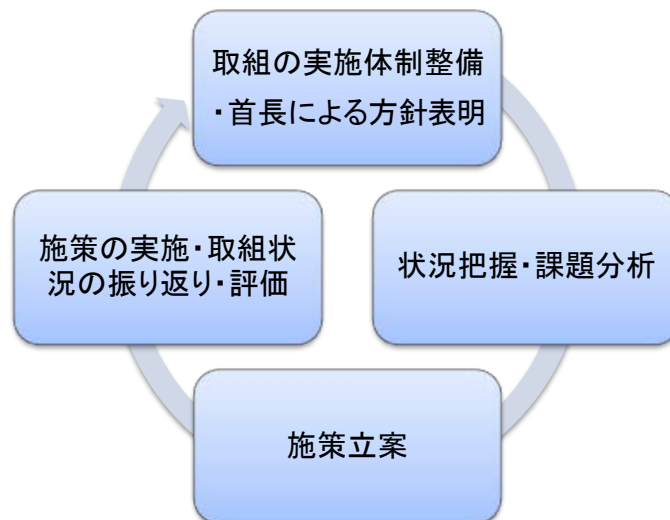 取組の実施体制整備
・首長による方針表明
施策の実施・取組状
況の振り返り・評価
状況把握・課題分析
施策立案